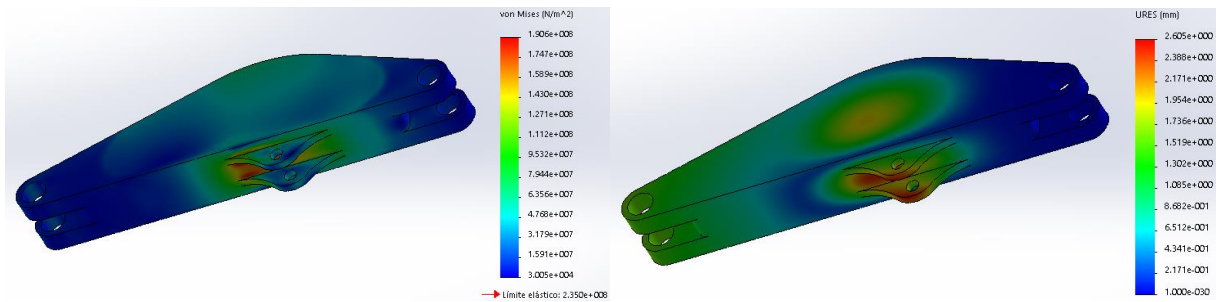 von Mises (N/m^2)
1.906e+008
1.747e+008
1.589e+008
1.430e+008
1.271e+008
1.112e+008
9.532e+007
7.944e+007
6.356e+007
4.768e+007
3.179e+007
1.591e+007
3.005e+004
Límite elástico: 2.350e+008
URES (mm)
2.605e+000
2.388e+000
2.171e+000
1.954e+000
1.736e+000
1.519e+000
1.302e+000
1.085e+000
8.682e-001
6.512e-001
4.341e-001
2.171e-001
1.000e-030